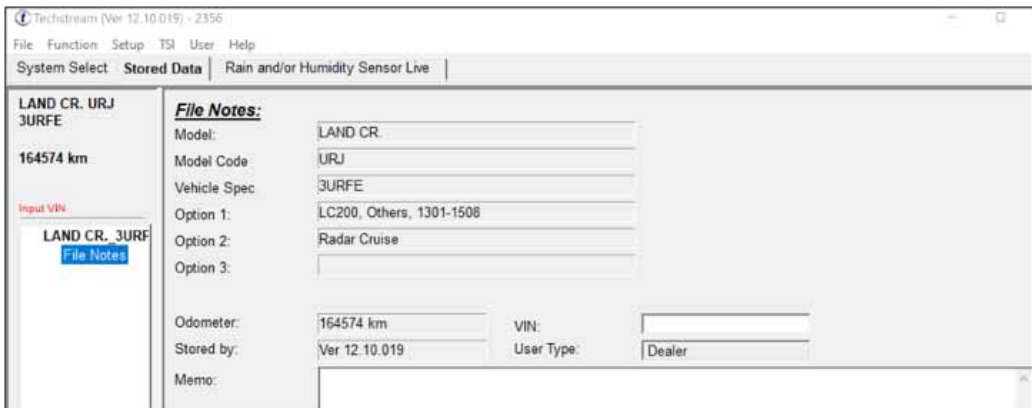 Techstream (Ver 12.10.019) - 2356
File Function Setup TSI User Help
System Select Stored Data Rain and/or Humidity Sensor Live
LAND CR. URJ
3URFE
164574 km
Input VIN
LAND CR._3URF
File Notes
File Notes:
Model: LAND CR.
Model Code URJ
Vehicle Spec 3URFE
Option 1: LC200, Others, 1301-1508
Option 2: Radar Cruise
Option 3:
Odometer: 164574 km VIN:
Stored by: Ver 12.10.019 User Type: Dealer
Memo: